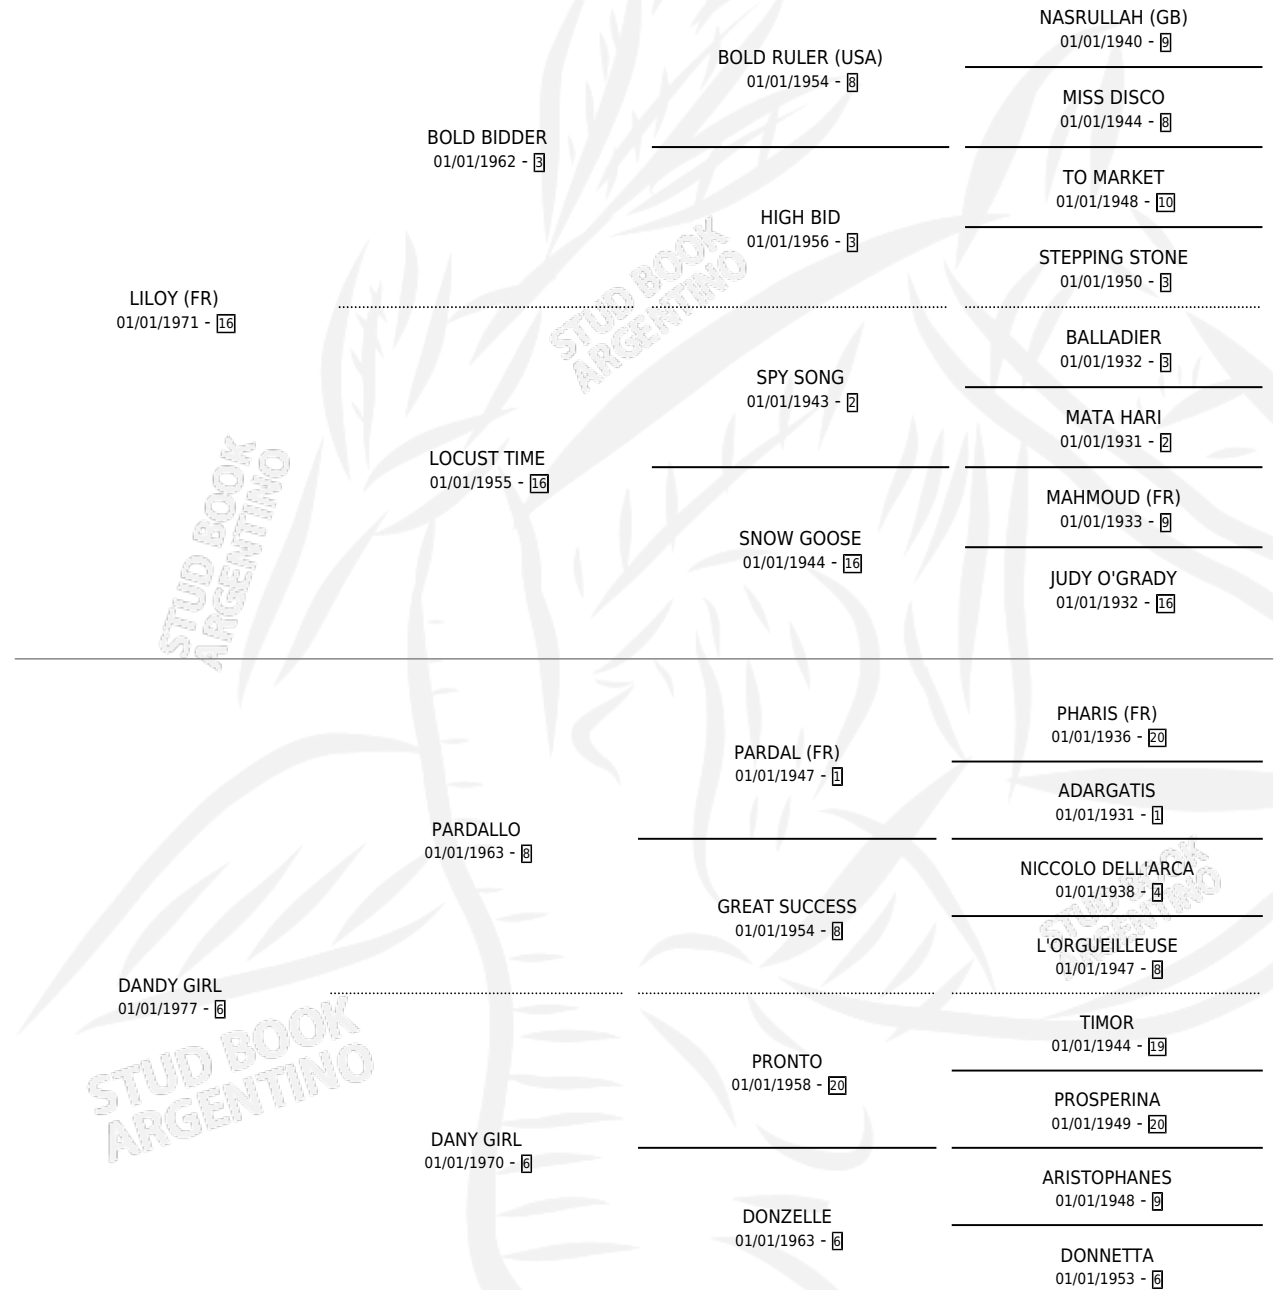 NASRULLAH (GB)
01/01/1940 - 9
BOLD RULER (USA)
01/01/1954 - 8
MISS DISCO
01/01/1944 - 8
BOLD BIDDER
01/01/1962 - 3
TO MARKET
01/01/1948 - 10
HIGH BID
01/01/1956 - 3
STEPPING STONE
01/01/1950 - 3
LILOY (FR)
01/01/1971 - 16
BALLADIER
01/01/1932 - 3
SPY SONG
01/01/1943 - 2
MATA HARI
01/01/1931 - 2
LOCUST TIME
01/01/1955 - 16
MAHMOUD (FR)
01/01/1933 - 9
SNOW GOOSE
01/01/1944 - 16
JUDY O'GRADY
01/01/1932 - 16
PHARIS (FR)
01/01/1936 - 20
PARDAL (FR)
01/01/1947 - 1
ADARGATIS
01/01/1931 - 1
PARDALLO
01/01/1963 - 8
NICCOLO DELL'ARCA
01/01/1938 - 4
GREAT SUCCESS
01/01/1954 - 8
L'ORGUEILLEUSE
01/01/1947 - 8
DANDY GIRL
01/01/1977 - 6
TIMOR
01/01/1944 - 19
PRONTO
01/01/1958 - 20
PROSPERINA
01/01/1949 - 20
DANY GIRL
01/01/1970 - 6
ARISTOPHANES
01/01/1948 - 9
DONZELLE
01/01/1963 - 6
DONNETTA
01/01/1953 - 6
STUD BOOK
ARGENTINO
STUD BOOK
ARGENTINO
STUD BOOK
ARGENTINO
STUD BOOK
ARGENTINO